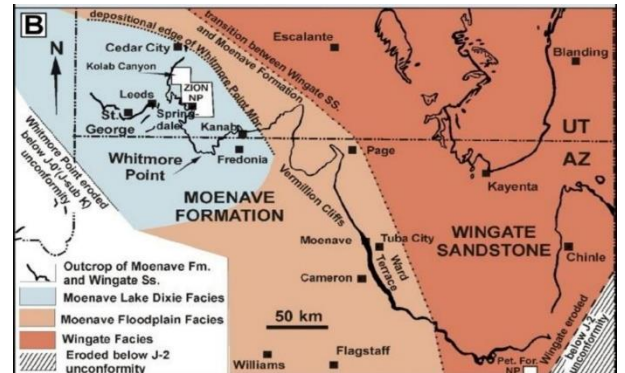 B
N
Cedar City
Kolab Canyon
ZION
NP
Leeds
Spring-
dale
St.
George
Kanab
Fredonia
Whitmore
Point
depositional edge of Whitmore Point Mbr.
transition between Wingate SS.
and Moenave Formation
Escalante
Blanding
UT
AZ
Page
Kayenta
Whitmore Point eroded
below J-0'(J-sub K)
unconformity
MOENAVE
FORMATION
Vermillion Cliffs
WINGATE
SANDSTONE
Moenave
Tuba City
Ward
Terrace
Cameron
Chinle
Outcrop of Moenave Fm.
and Wingate Ss.
Moenave Lake Dixie Facies
Moenave Floodplain Facies
Wingate Facies
Eroded below J-2
unconformity
50 km
Williams
Flagstaff
Pet. For.
NP
Wingate eroded
below J-2
unconformity